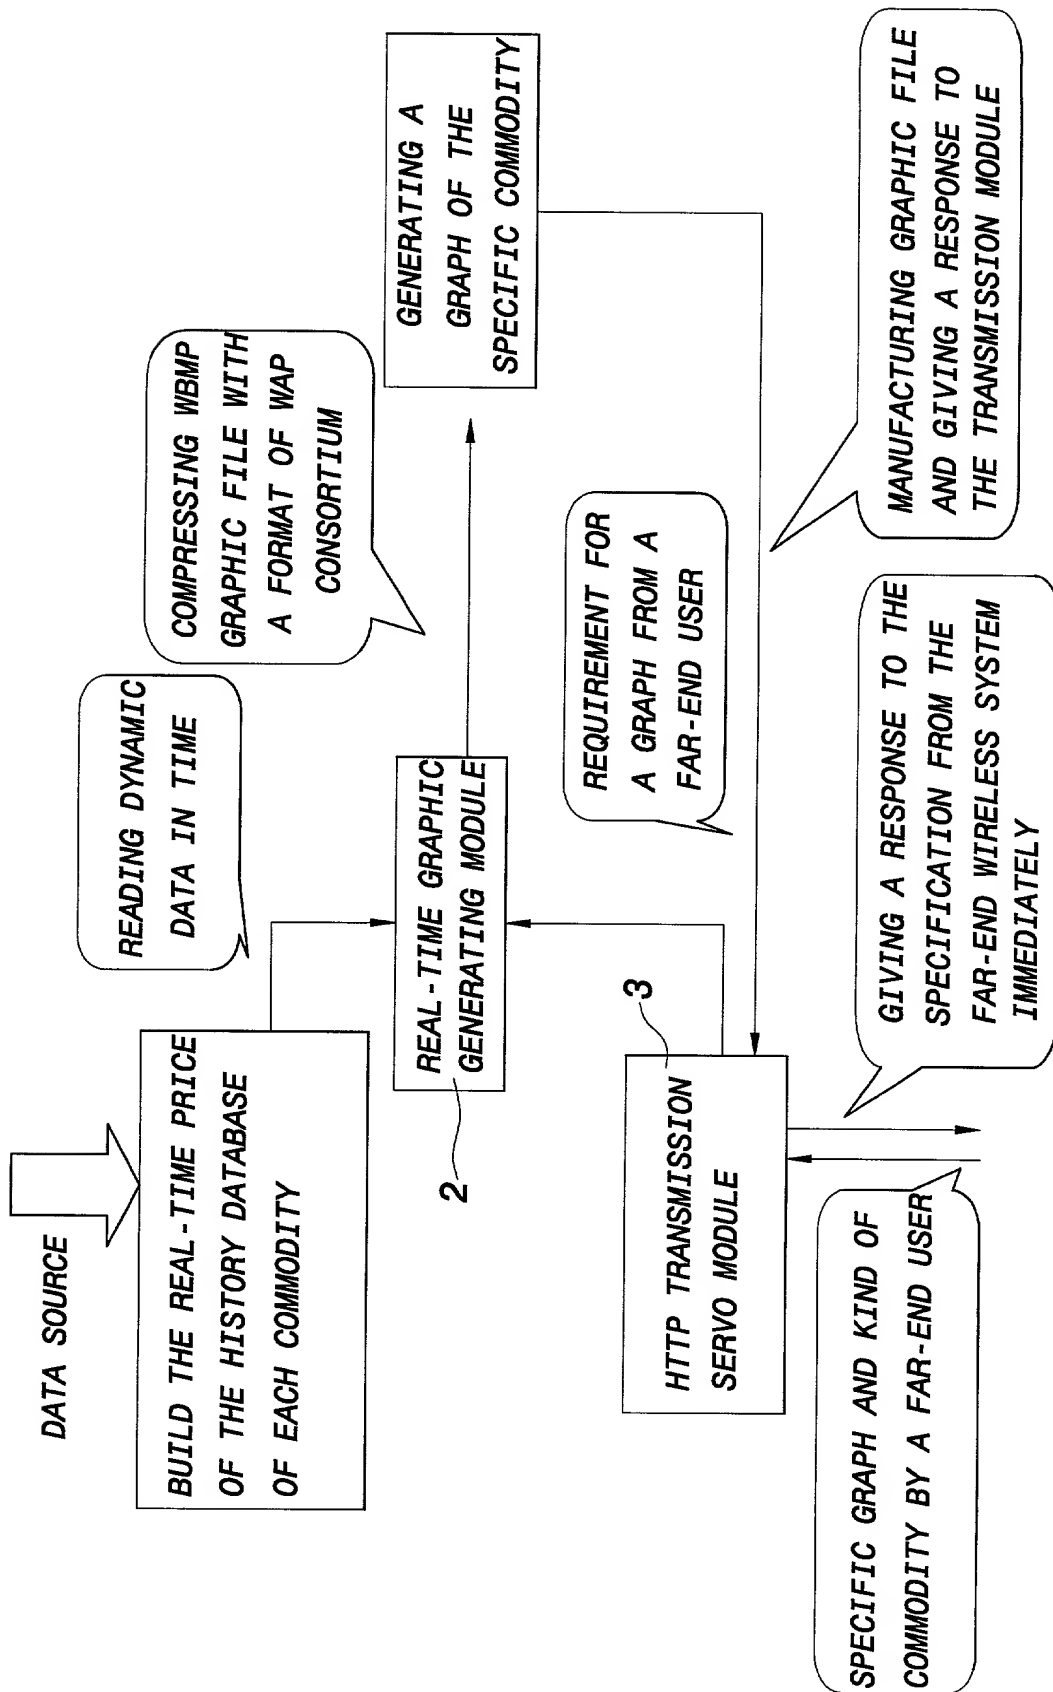 DATA SOURCE
BUILD THE REAL-TIME PRICE
OF THE HISTORY DATABASE
OF EACH COMMODITY
READING DYNAMIC
DATA IN TIME
COMPRESSING WBMP
GRAPHIC FILE WITH
A FORMAT OF WAP
CONSORTIUM
REAL-TIME GRAPHIC
GENERATING MODULE
2
GENERATING A
GRAPH OF THE
SPECIFIC COMMODITY
REQUIREMENT FOR
A GRAPH FROM A
FAR-END USER
3
HTTP TRANSMISSION
SERVO MODULE
MANUFACTURING GRAPHIC FILE
AND GIVING A RESPONSE TO
THE TRANSMISSION MODULE
SPECIFIC GRAPH AND KIND OF
COMMODITY BY A FAR-END USER
GIVING A RESPONSE TO THE
SPECIFICATION FROM THE
FAR-END WIRELESS SYSTEM
IMMEDIATELY